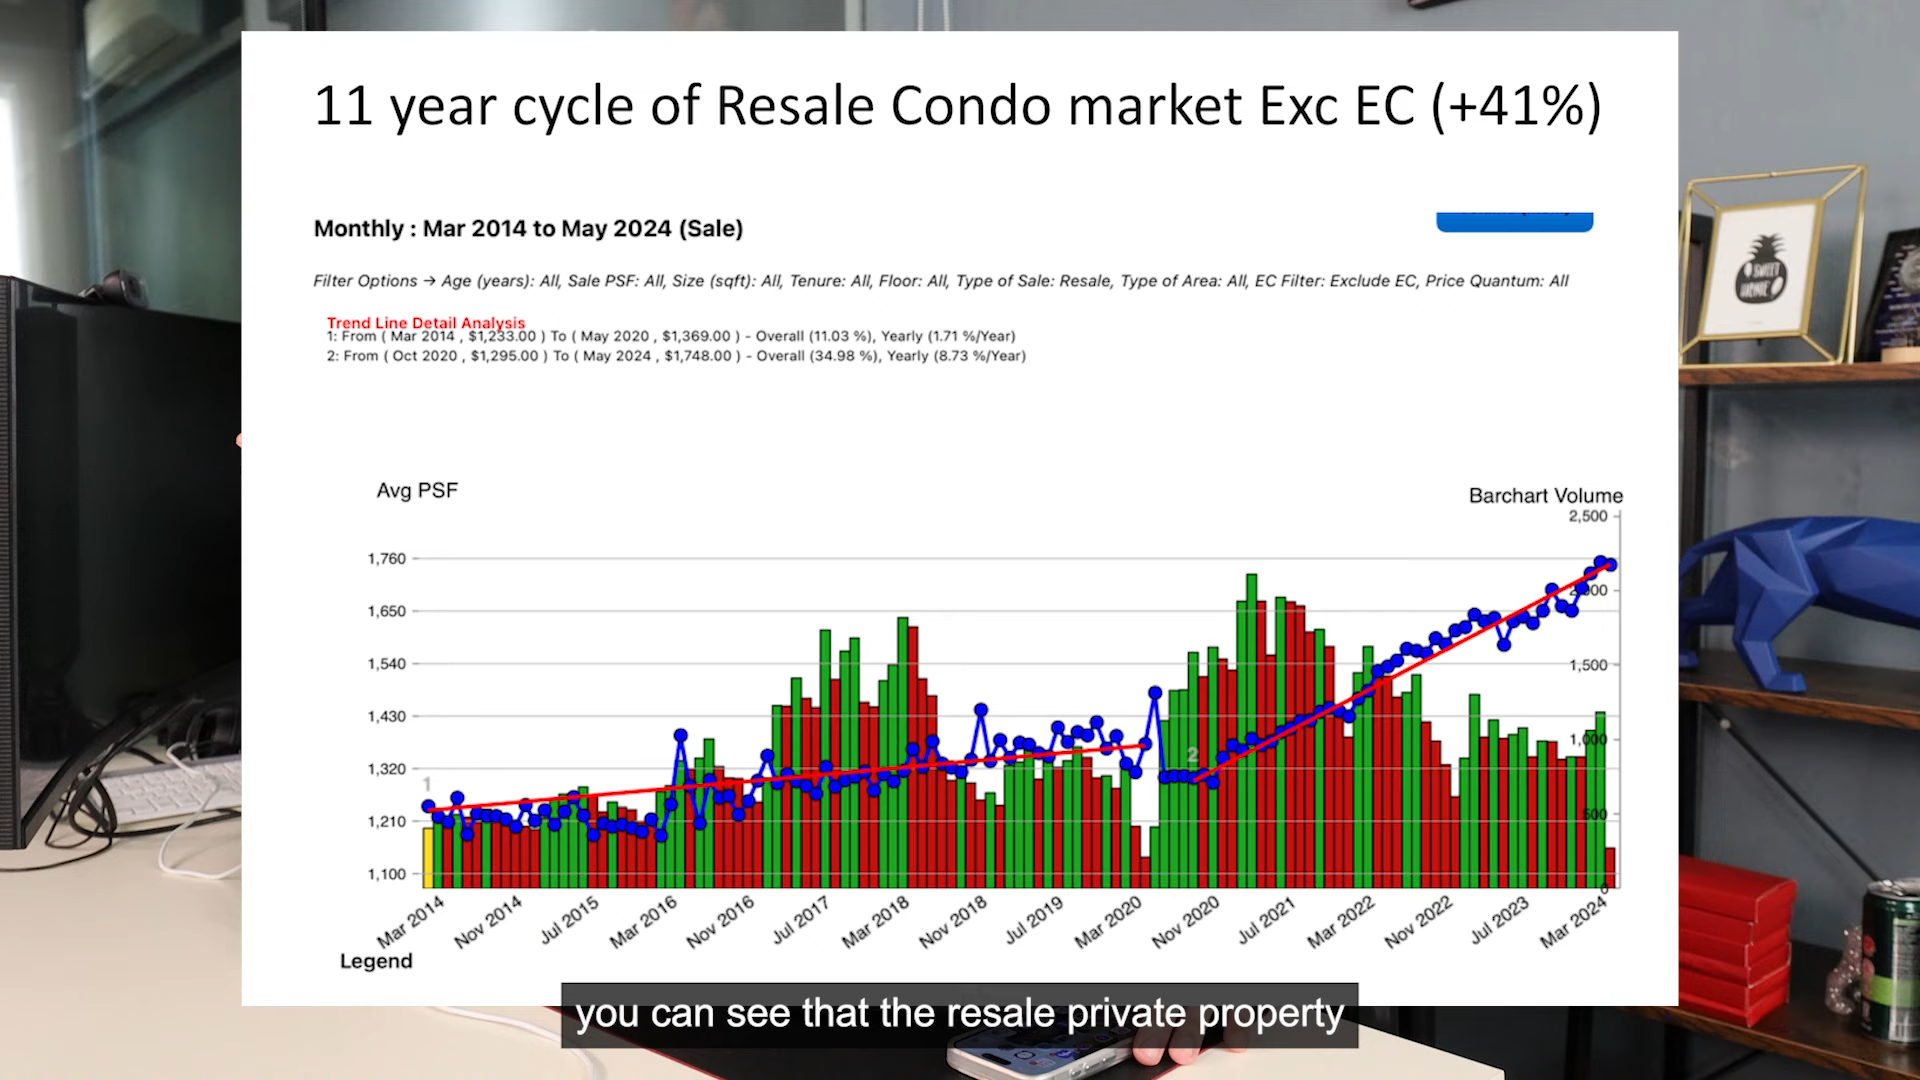 11 year cycle of Resale Condo market Exc EC (+41%)
Monthly : Mar 2014 to May 2024 (Sale)
Filter Options → Age (years): All, Sale PSF: All, Size (sqft): All, Tenure: All, Floor: All, Type of Sale: Resale, Type of Area: All, EC Filter: Exclude EC, Price Quantum: All
Trend Line Detail Analysis
1: From ( Mar 2014 , $1,233.00 ) To ( May 2020 , $1,369.00 ) - Overall (11.03 %), Yearly (1.71 %/Year)
2: From ( Oct 2020 , $1,295.00 ) To ( May 2024 , $1,748.00 ) - Overall (34.98 %), Yearly (8.73 %/Year)
Avg PSF
Barchart Volume
2,500
1,760
1,650
1,540
1,500
1,430
1,000
1,320
2
1
1,210
500
1,100
0
Mar 2014
Nov 2014
Jul 2015
Mar 2016
Nov 2016
Jul 2017
Mar 2018
Nov 2018
Jul 2019
Mar 2020
Nov 2020
Jul 2021
Mar 2022
Nov 2022
Jul 2023
Mar 2024
Legend
SWEET
HOME
you can see that the resale private property